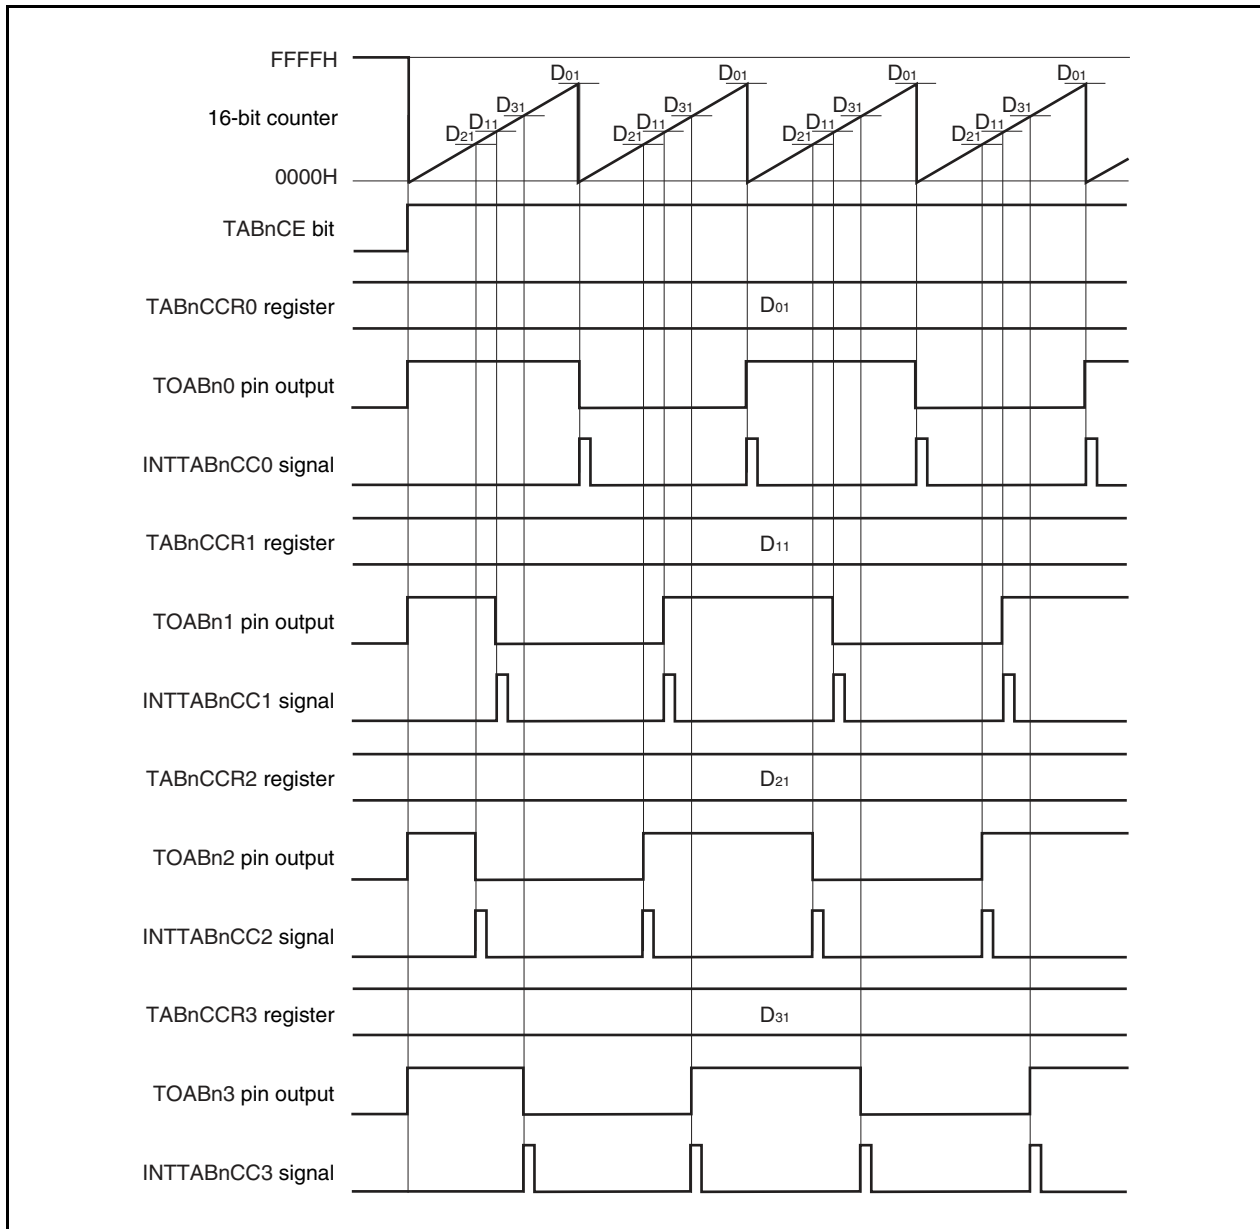 FFFFH
D01 D01 D01 D01
D31 D31 D31 D31
16-bit counter
D11 D11 D11 D11
D21 D21 D21 D21
0000H
TABnCE bit
TABnCCR0 register
D01
TOABn0 pin output
INTTABnCC0 signal
TABnCCR1 register
D11
TOABn1 pin output
INTTABnCC1 signal
TABnCCR2 register
D21
TOABn2 pin output
INTTABnCC2 signal
TABnCCR3 register
D31
TOABn3 pin output
INTTABnCC3 signal